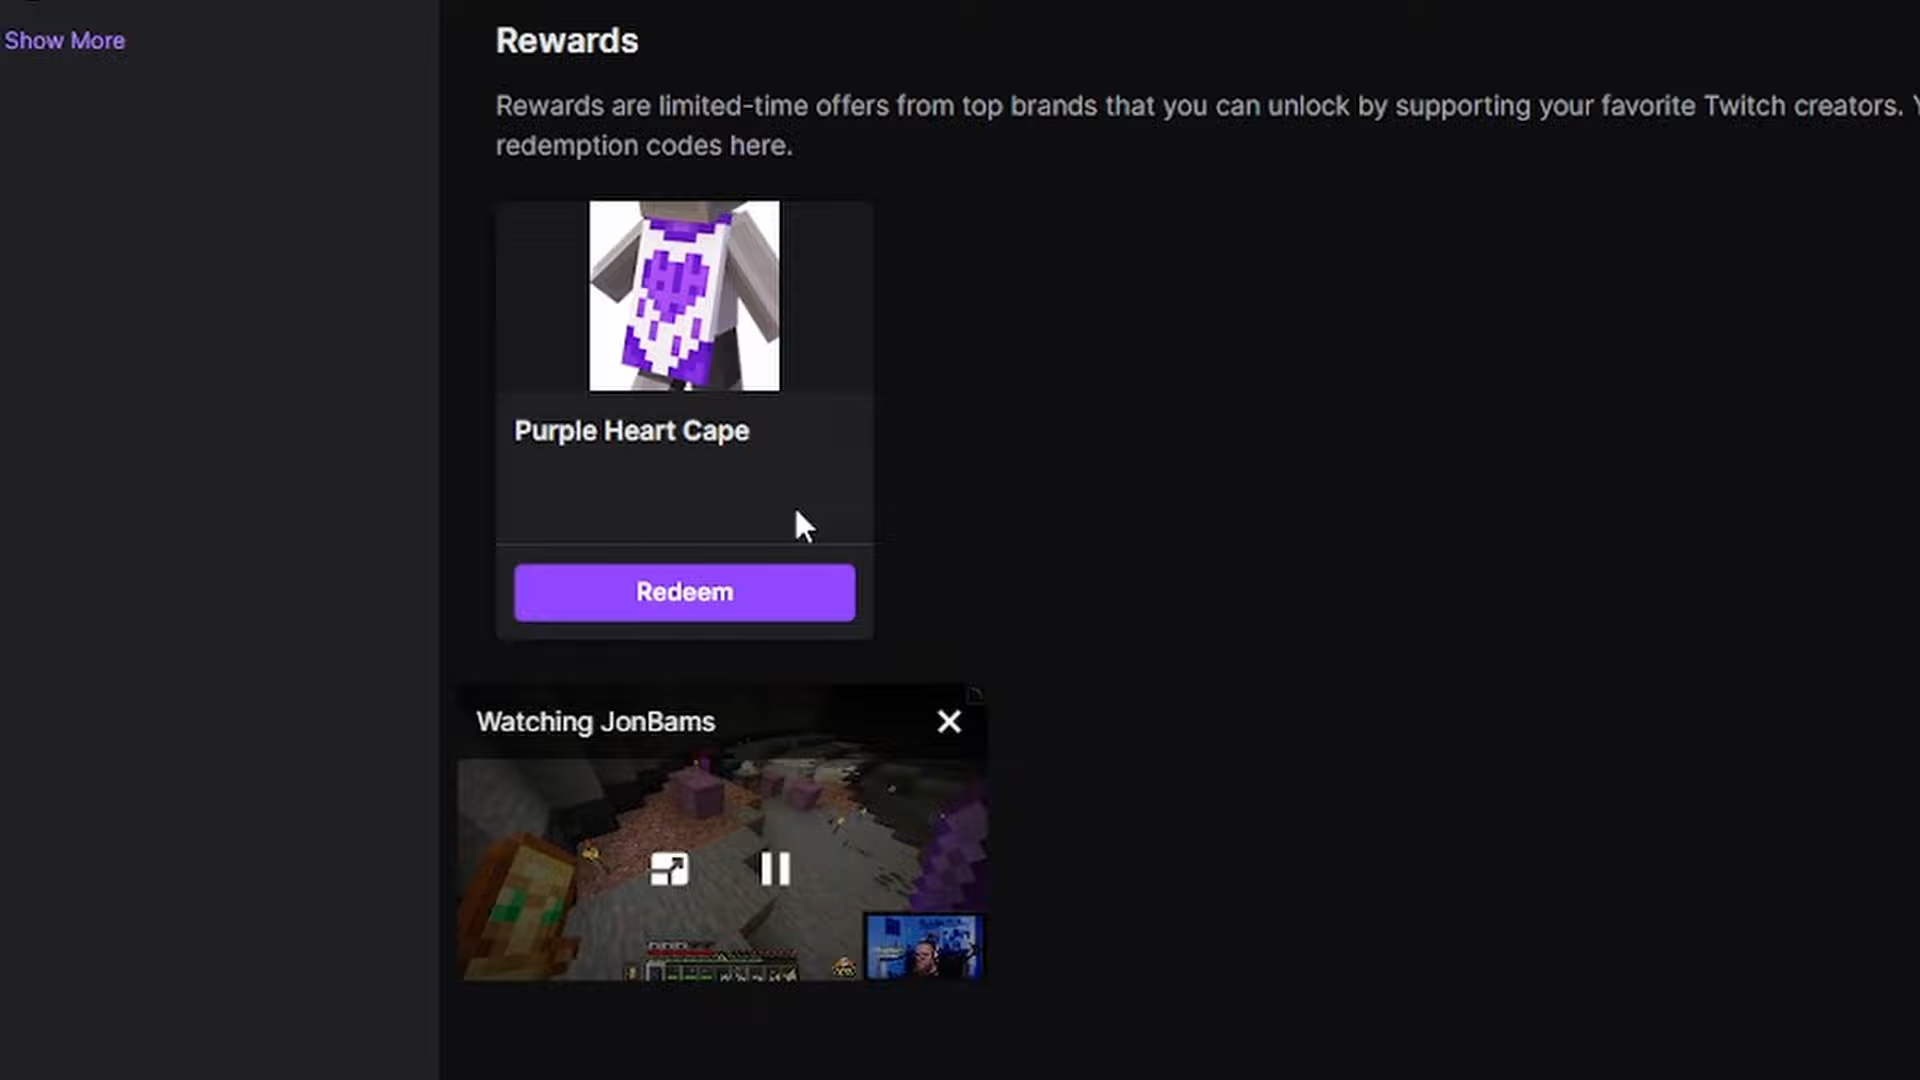 Show More
Rewards
Rewards are limited-time offers from top brands that you can unlock by supporting your favorite Twitch creators. Y
redemption codes here.
Purple Heart Cape
Redeem
Watching JonBams